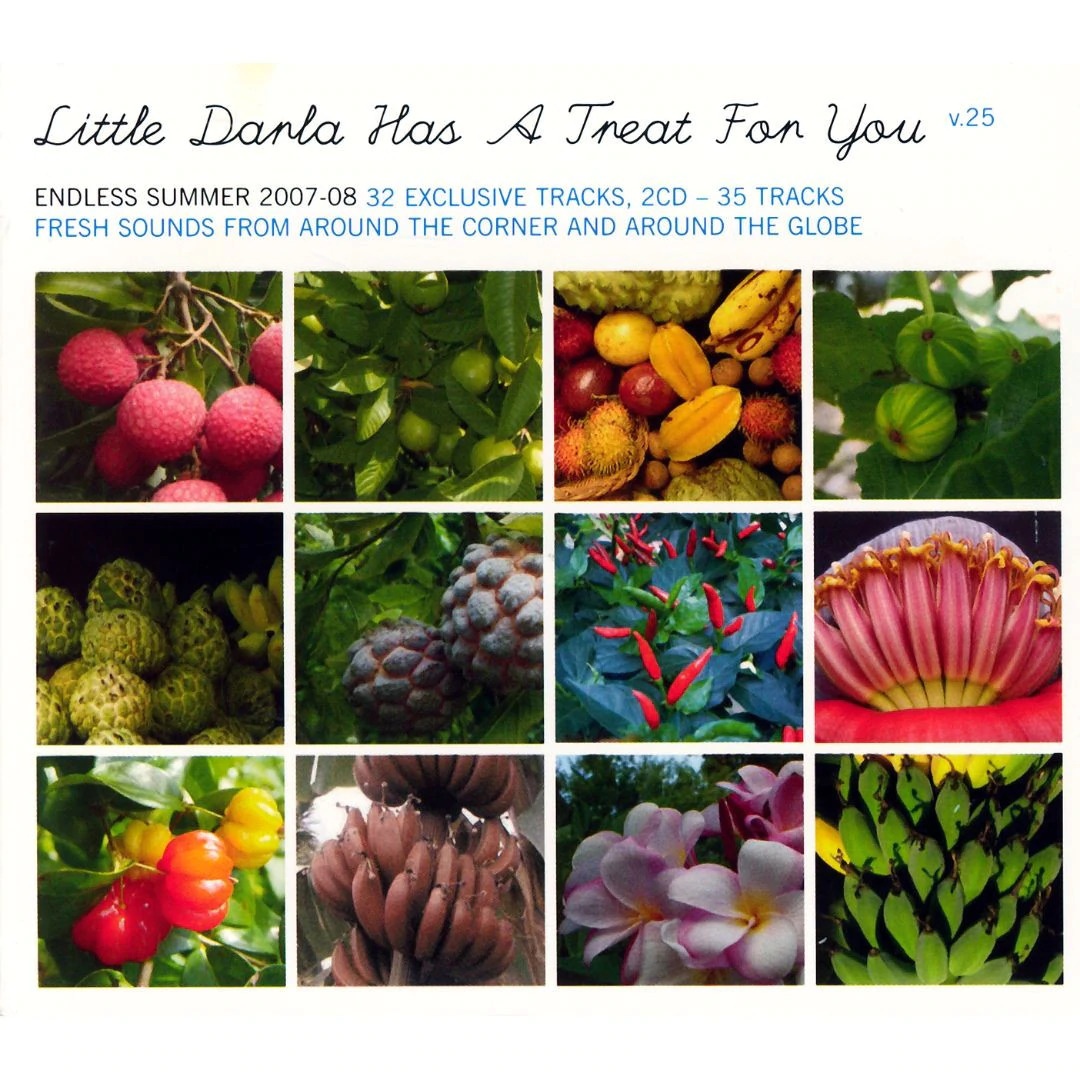 Little Darla Has A Treat For You v.25
ENDLESS SUMMER 2007-08 32 EXCLUSIVE TRACKS, 2CD – 35 TRACKS
FRESH SOUNDS FROM AROUND THE CORNER AND AROUND THE GLOBE